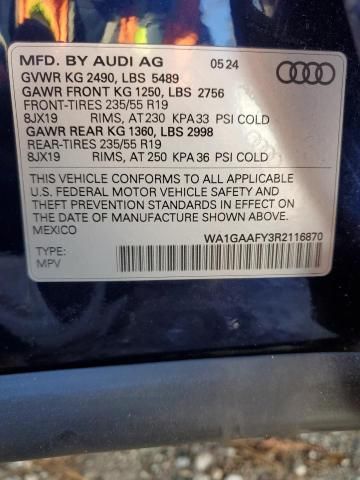 MFD. BY AUDI AG 05 24
GVWR KG 2490, LBS 5489
GAWR FRONT KG 1250, LBS 2756
FRONT-TIRES 235/55 R19
8JX19 RIMS, AT 230 KPA 33 PSI COLD
GAWR REAR KG 1360, LBS 2998
REAR-TIRES 235/55 R19
8JX19 RIMS, AT 250 KPA 36 PSI COLD
THIS VEHICLE CONFORMS TO ALL APPLICABLE
U.S. FEDERAL MOTOR VEHICLE SAFETY AND
THEFT PREVENTION STANDARDS IN EFFECT ON
THE DATE OF MANUFACTURE SHOWN ABOVE.
MEXICO
WA1GAAFY3R2116870
TYPE:
MPV